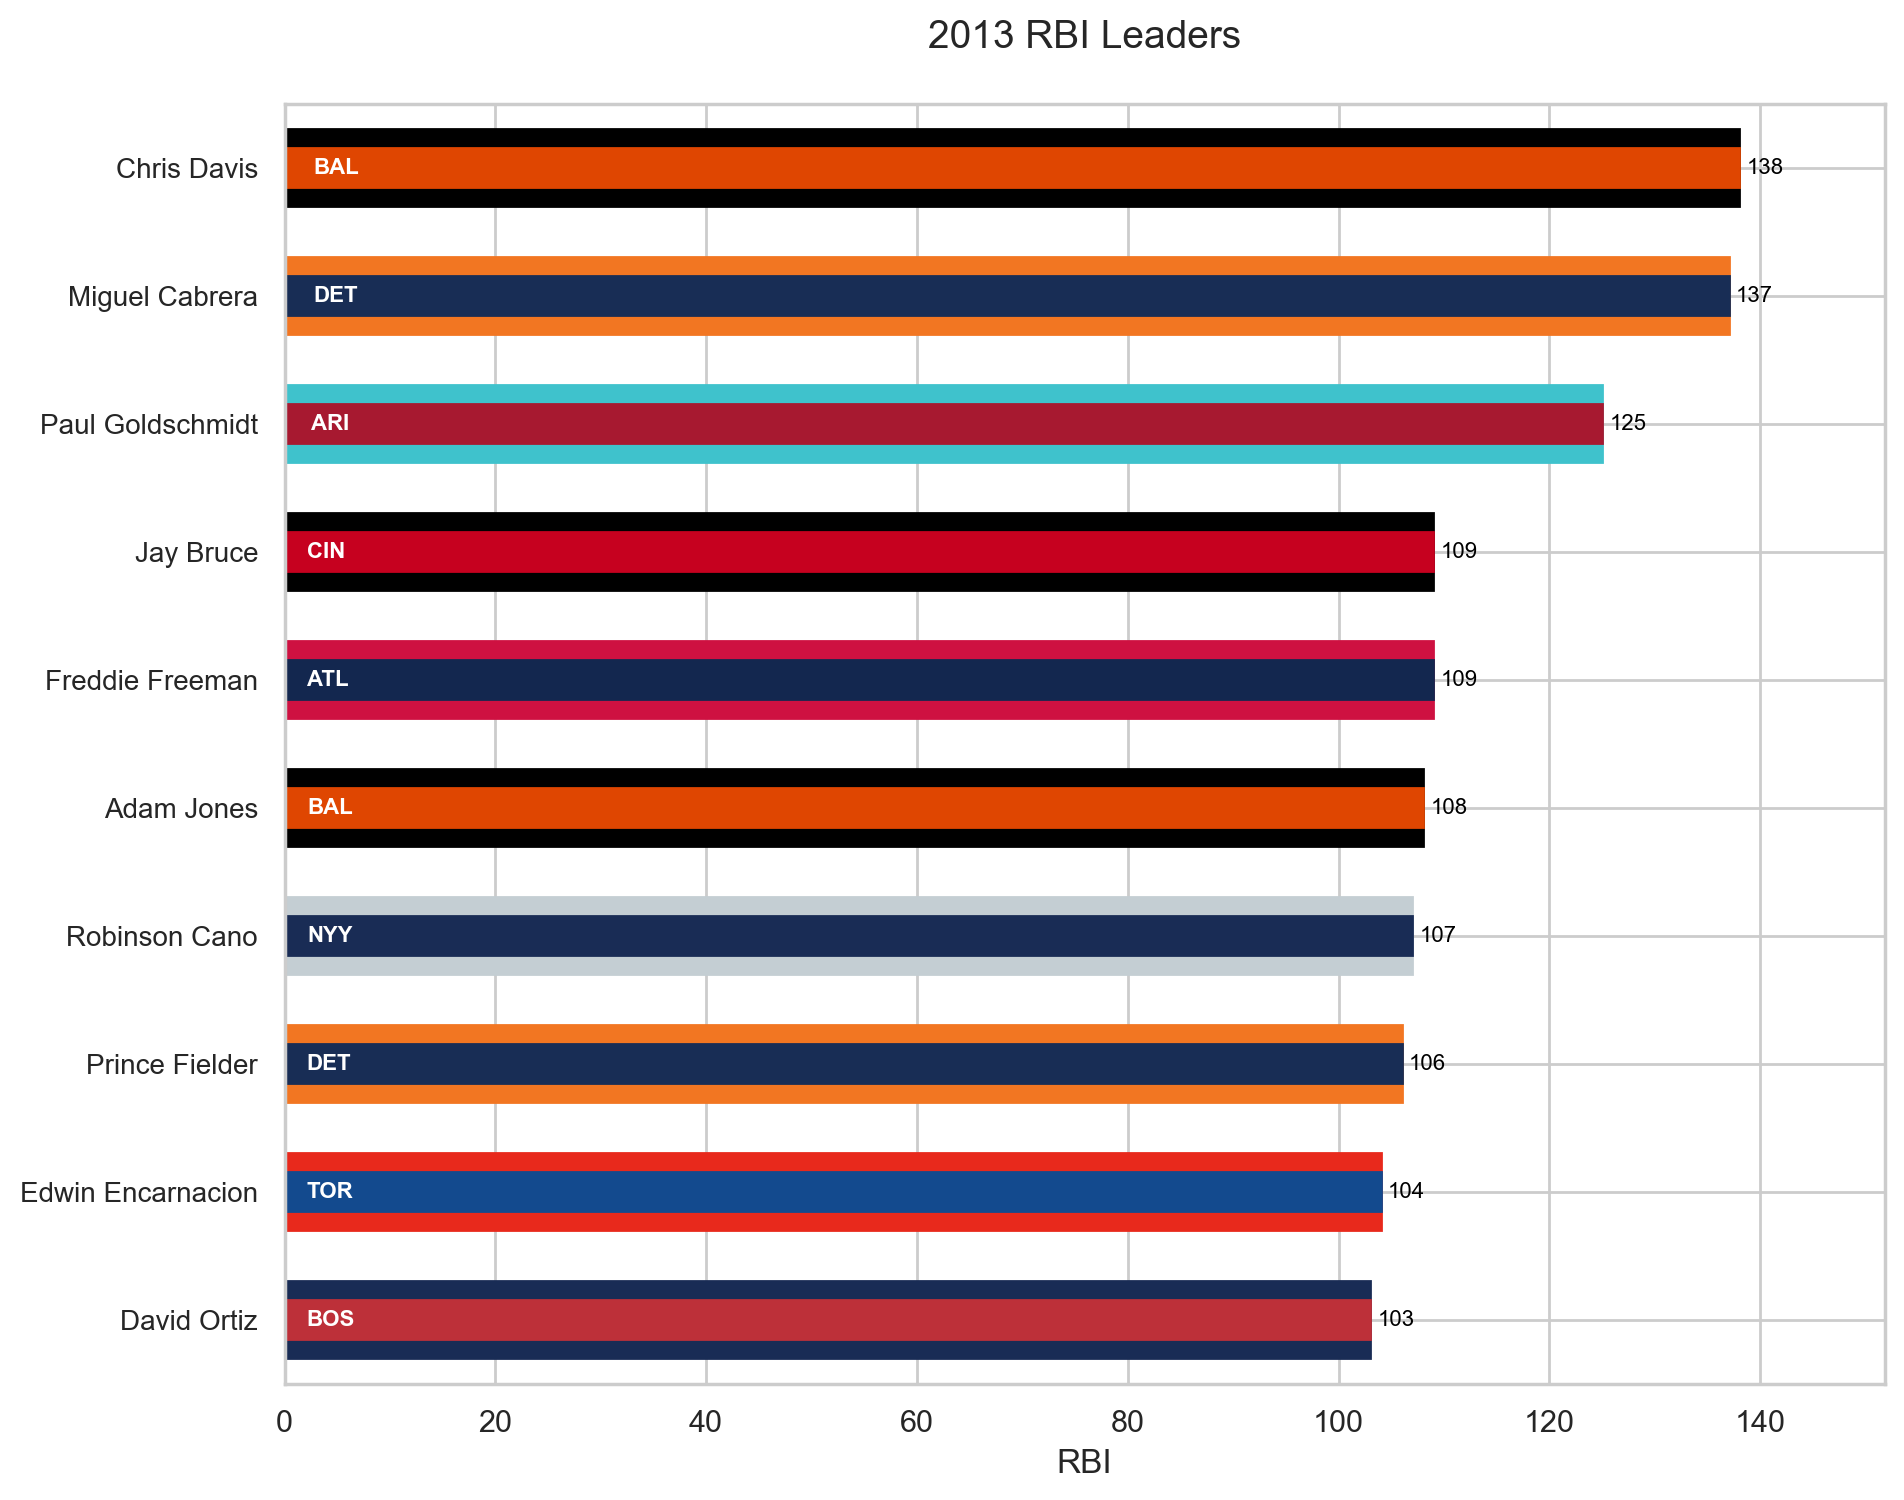 2013 RBI Leaders
Chris Davis BAL 138
Miguel Cabrera DET 137
Paul Goldschmidt ARI 125
Jay Bruce CIN 109
Freddie Freeman ATL 109
Adam Jones BAL 108
Robinson Cano NYY 107
Prince Fielder DET 106
Edwin Encarnacion TOR 104
David Ortiz BOS 103
0 20 40 60 80 100 120 140
RBI